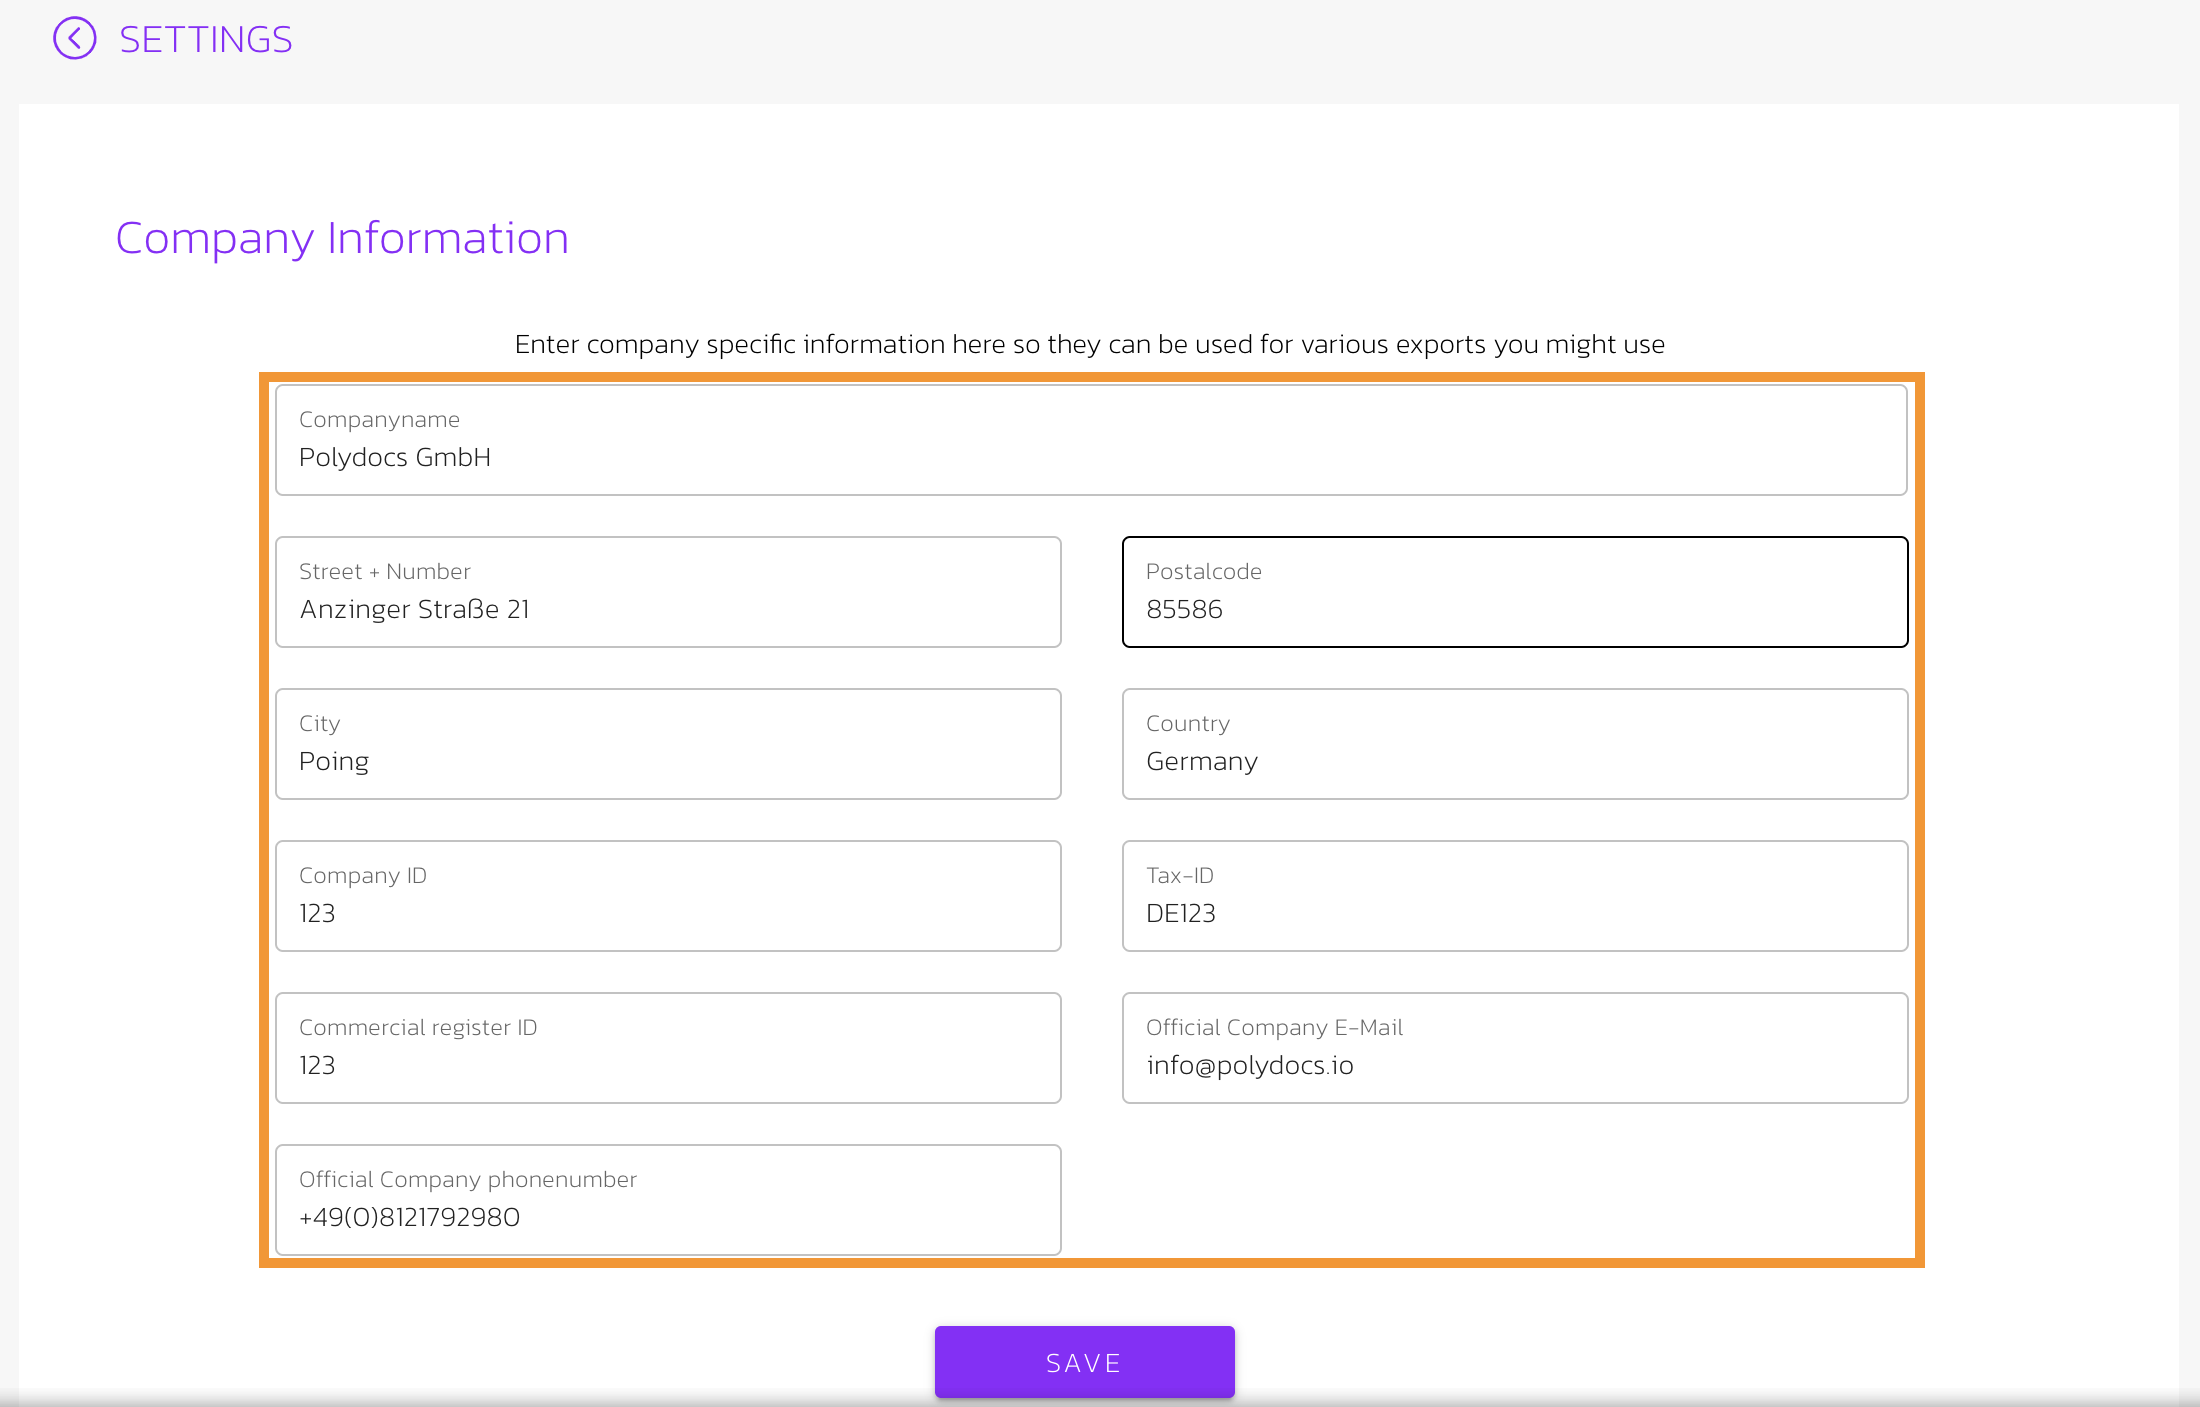 SETTINGS
Company Information
Enter company specific information here so they can be used for various exports you might use
Companyname
Polydocs GmbH
Street + Number
Anzinger Straße 21
Postalcode
85586
City
Poing
Country
Germany
Company ID
123
Tax-ID
DE123
Commercial register ID
123
Official Company E-Mail
info@polydocs.io
Official Company phonenumber
+49(0)8121792980
SAVE